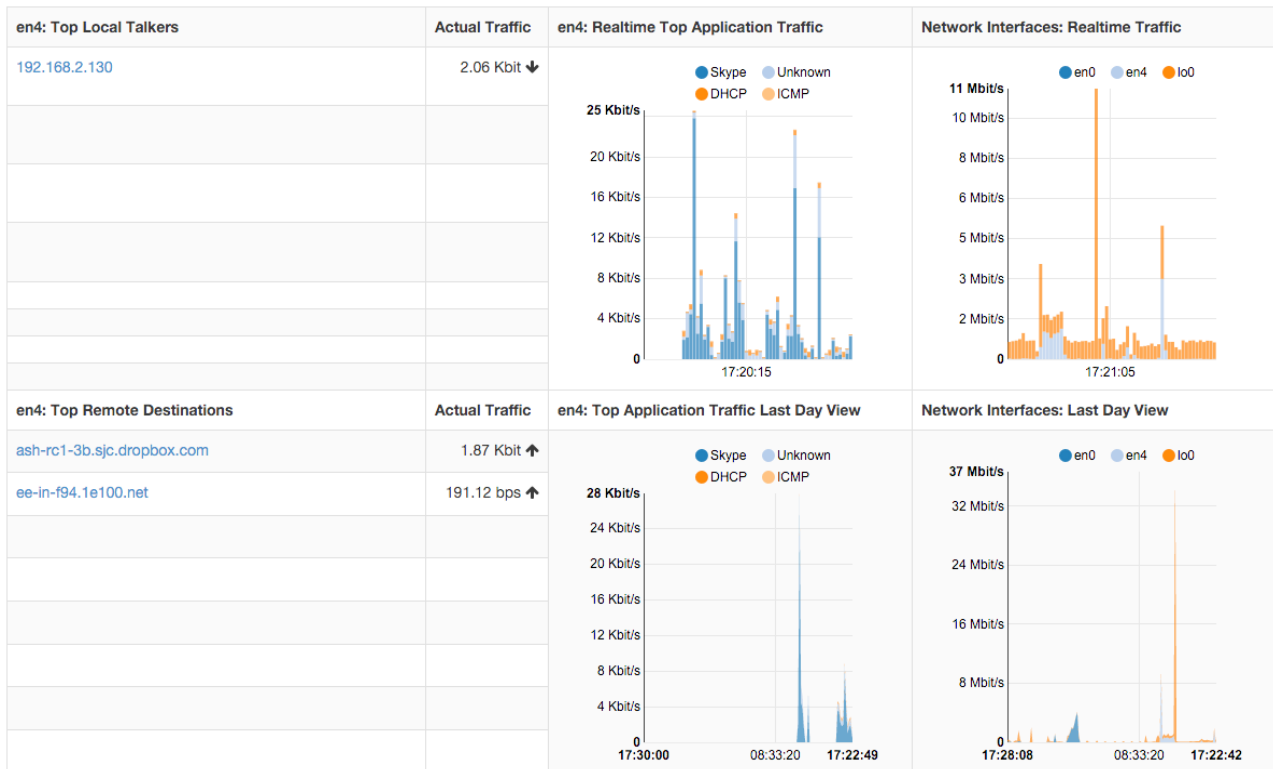 en4: Top Local Talkers
Actual Traffic
192.168.2.130
2.06 Kbit
en4: Realtime Top Application Traffic
Skype Unknown
DHCP ICMP
25 Kbit/s
20 Kbit/s
16 Kbit/s
12 Kbit/s
8 Kbit/s
4 Kbit/s
0
17:20:15
Network Interfaces: Realtime Traffic
en0 en4 lo0
11 Mbit/s
10 Mbit/s
8 Mbit/s
6 Mbit/s
5 Mbit/s
3 Mbit/s
2 Mbit/s
0
17:21:05
en4: Top Remote Destinations
Actual Traffic
ash-rc1-3b.sjc.dropbox.com
1.87 Kbit
ee-in-f94.1e100.net
191.12 bps
en4: Top Application Traffic Last Day View
Skype Unknown
DHCP ICMP
28 Kbit/s
24 Kbit/s
20 Kbit/s
16 Kbit/s
12 Kbit/s
8 Kbit/s
4 Kbit/s
0
17:30:00 08:33:20 17:22:49
Network Interfaces: Last Day View
en0 en4 lo0
37 Mbit/s
32 Mbit/s
24 Mbit/s
16 Mbit/s
8 Mbit/s
0
17:28:08 08:33:20 17:22:42